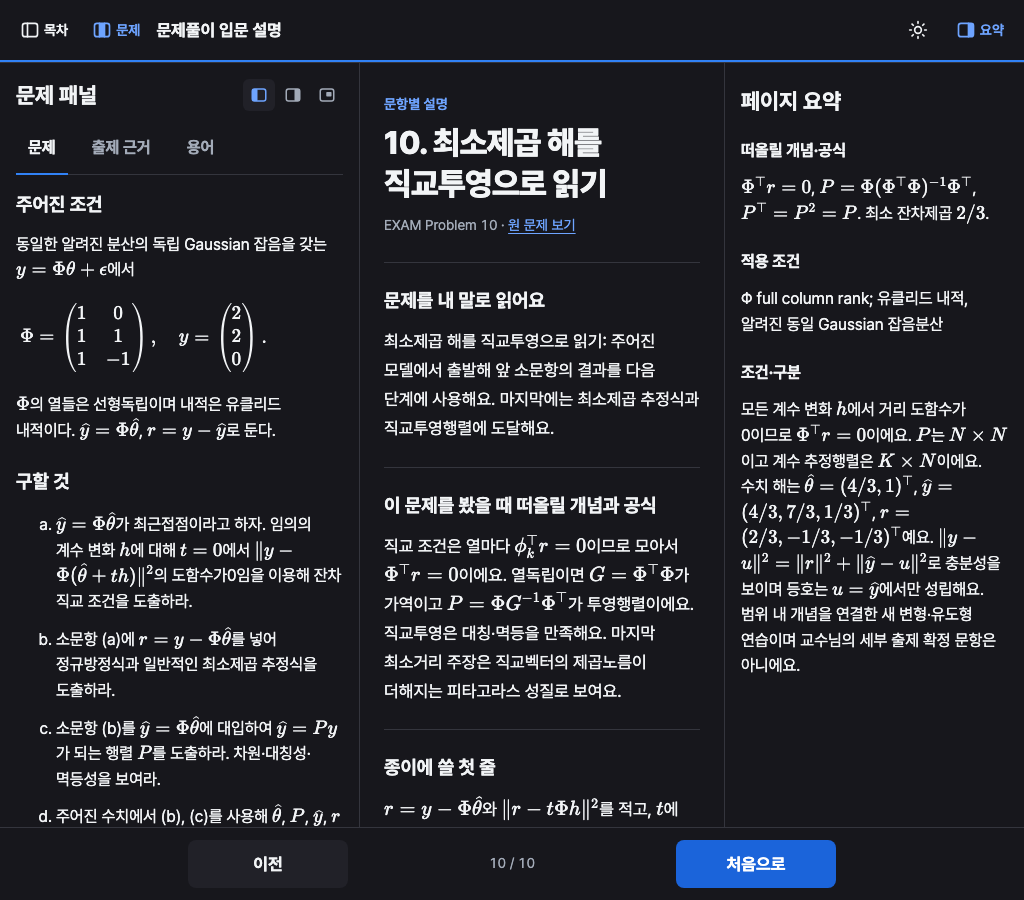 목차 문제 문제풀이 입문 설명 요약
문제 패널
문제 출제 근거 용어
주어진 조건
동일한 알려진 분산의 독립 Gaussian 잡음을 갖는
y = Φθ + ϵ에서
Φ = (1 0; 1 1; 1 −1), y = (2; 2; 0).
Φ의 열들은 선형독립이며 내적은 유클리드
내적이다. ŷ = Φθ̂, r = y − ŷ로 둔다.
구할 것
a. ŷ = Φθ̂가 최근접점이라고 하자. 임의의
계수 변화 h에 대해 t = 0에서 ‖y −
Φ(θ̂ + th)‖²의 도함수가0임을 이용해 잔차
직교 조건을 도출하라.
b. 소문항 (a)에 r = y − Φθ̂를 넣어
정규방정식과 일반적인 최소제곱 추정식을
도출하라.
c. 소문항 (b)를 ŷ = Φθ̂에 대입하여 ŷ = Py
가 되는 행렬 P를 도출하라. 차원·대칭성·
멱등성을 보여라.
d. 주어진 수치에서 (b), (c)를 사용해 θ̂, P, ŷ, r
문항별 설명
10. 최소제곱 해를
직교투영으로 읽기
EXAM Problem 10 · 원 문제 보기
문제를 내 말로 읽어요
최소제곱 해를 직교투영으로 읽기: 주어진
모델에서 출발해 앞 소문항의 결과를 다음
단계에 사용해요. 마지막에는 최소제곱 추정식과
직교투영행렬에 도달해요.
이 문제를 봤을 때 떠올릴 개념과 공식
직교 조건은 열마다 ϕₖ⊤r = 0이므로 모아서
Φ⊤r = 0이에요. 열독립이면 G = Φ⊤Φ가
가역이고 P = ΦG⁻¹Φ⊤가 투영행렬이에요.
직교투영은 대칭·멱등을 만족해요. 마지막
최소거리 주장은 직교벡터의 제곱노름이
더해지는 피타고라스 성질로 보여요.
종이에 쓸 첫 줄
r = y − Φθ̂와 ‖r − tΦh‖²를 적고, t에
페이지 요약
떠올릴 개념·공식
Φ⊤r = 0, P = Φ(Φ⊤Φ)⁻¹Φ⊤,
P⊤ = P² = P. 최소 잔차제곱 2/3.
적용 조건
Φ full column rank; 유클리드 내적,
알려진 동일 Gaussian 잡음분산
조건·구분
모든 계수 변화 h에서 거리 도함수가
0이므로 Φ⊤r = 0이에요. P는 N × N
이고 계수 추정행렬은 K × N이에요.
수치 해는 θ̂ = (4/3, 1)⊤, ŷ =
(4/3, 7/3, 1/3)⊤, r =
(2/3, −1/3, −1/3)⊤예요. ‖y −
u‖² = ‖r‖² + ‖ŷ − u‖²로 충분성을
보이며 등호는 u = ŷ에서만 성립해요.
범위 내 개념을 연결한 새 변형·유도형
연습이며 교수님의 세부 출제 확정 문항은
아니에요.
이전 10 / 10 처음으로